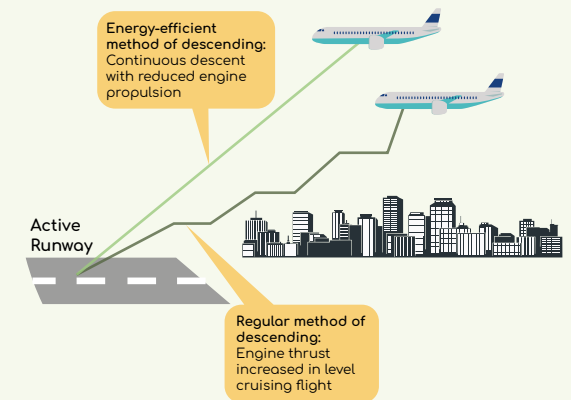 Energy-efficient
method of descending:
Continuous descent
with reduced engine
propulsion
Active
Runway
Regular method of
descending:
Engine thrust
increased in level
cruising flight